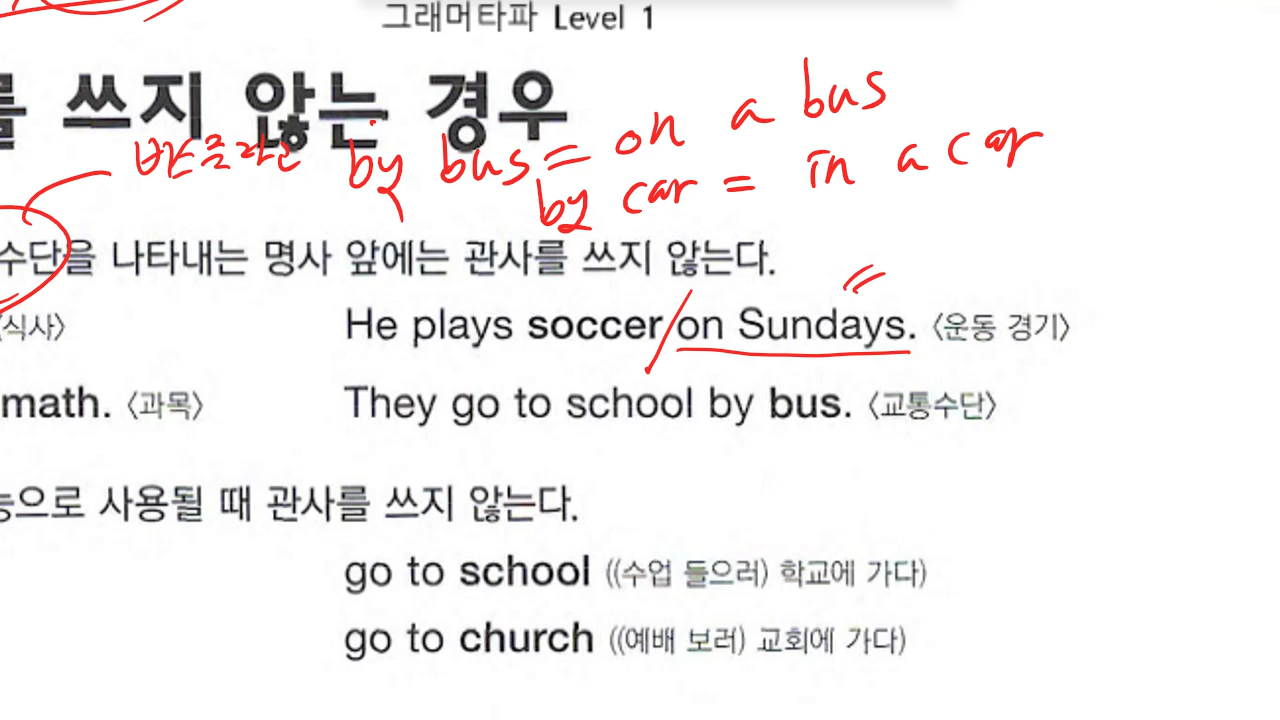 그래머타파 Level 1
를 쓰지 않는 경우
by bus = on a bus
by car = in a car
수단을 나타내는 명사 앞에는 관사를 쓰지 않는다.
〈식사〉 He plays soccer / on Sundays. 〈운동 경기〉
math. 〈과목〉 They go to school by bus. 〈교통수단〉
능으로 사용될 때 관사를 쓰지 않는다.
go to school ((수업 들으러) 학교에 가다)
go to church ((예배 보러) 교회에 가다)